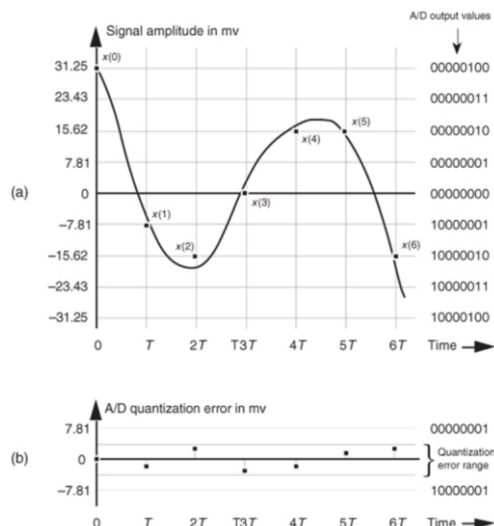 A/D output values
Signal amplitude in mv
x(0)
31.25 00000100
23.43 00000011
15.62 x(4) x(5) 00000010
7.81 00000001
(a) 0 x(3) 00000000
-7.81 x(1) 10000001
-15.62 x(2) x(6) 10000010
-23.43 10000011
-31.25 10000100
0 T 2T T3T 4T 5T 6T Time
A/D quantization error in mv
7.81 00000001
(b) 0 Quantization
error range
-7.81 10000001
0 T 2T T3T 4T 5T 6T Time